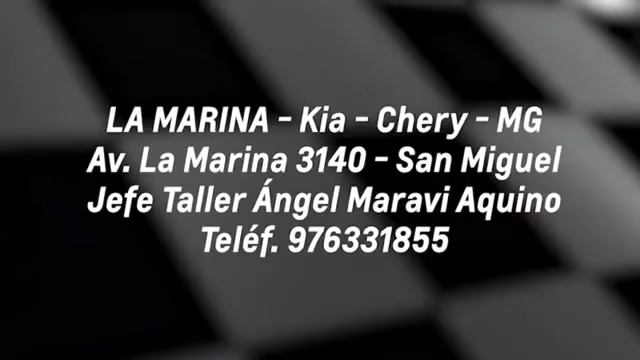 LA MARINA - Kia - Chery - MG
Av. La Marina 3140 - San Miguel
Jefe Taller Ángel Maravi Aquino
Teléf. 976331855